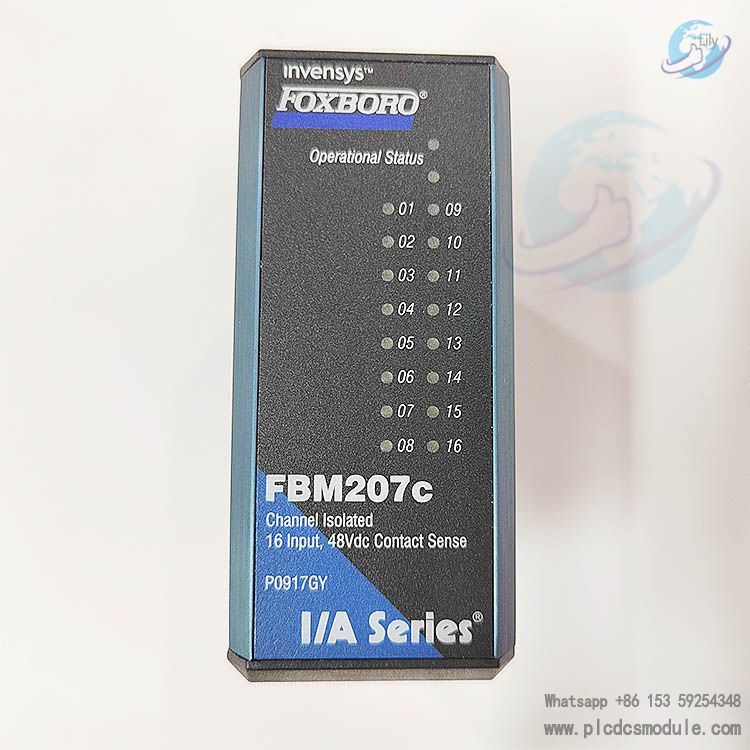 invensys™
FOXBORO®
Operational Status
01 09
02 10
03 11
04 12
05 13
06 14
07 15
08 16
FBM207c
Channel Isolated
16 Input, 48Vdc Contact Sense
P0917GY
I/A Series®
Eily
Whatsapp +86 153 59254348
www.plcdcsmodule.com